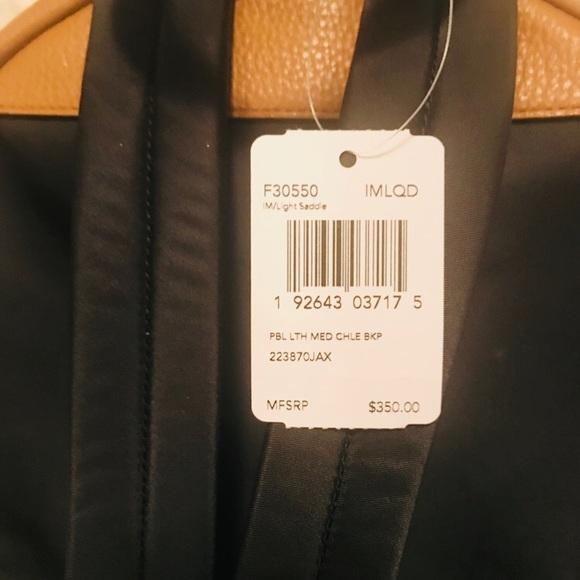 F30550 IMLQD
IM/Light Saddle
1 92643 03717 5
PBL LTH MED CHLE BKP
223870JAX
MFSRP $350.00